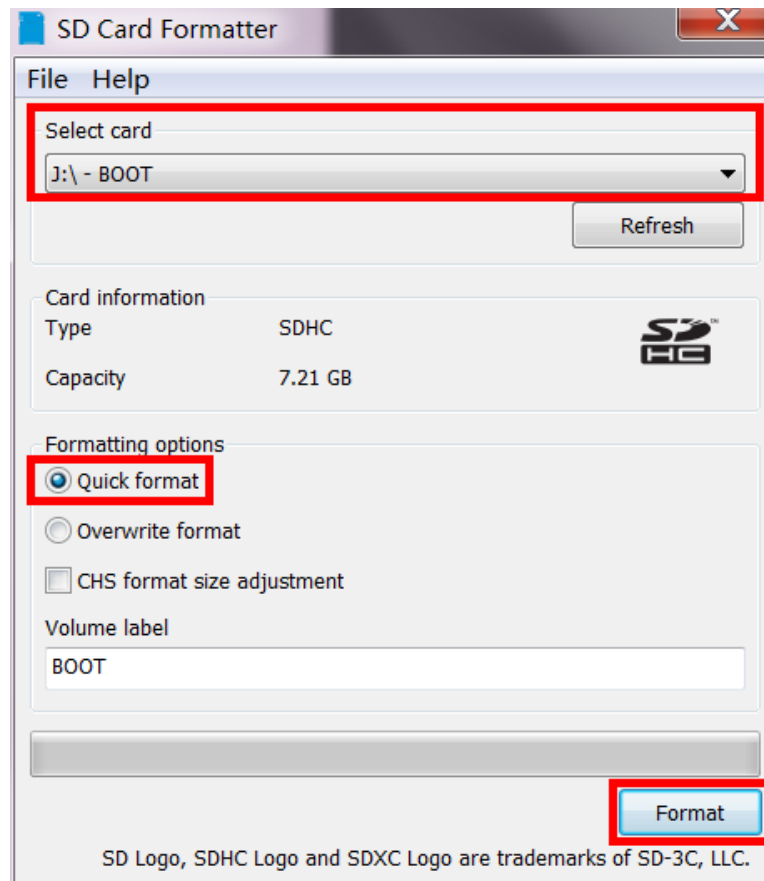 SD Card Formatter
File Help
Select card
J:\ - BOOT
Refresh
Card information
Type SDHC
SD HC ™
Capacity 7.21 GB
Formatting options
Quick format
Overwrite format
CHS format size adjustment
Volume label
BOOT
Format
SD Logo, SDHC Logo and SDXC Logo are trademarks of SD-3C, LLC.